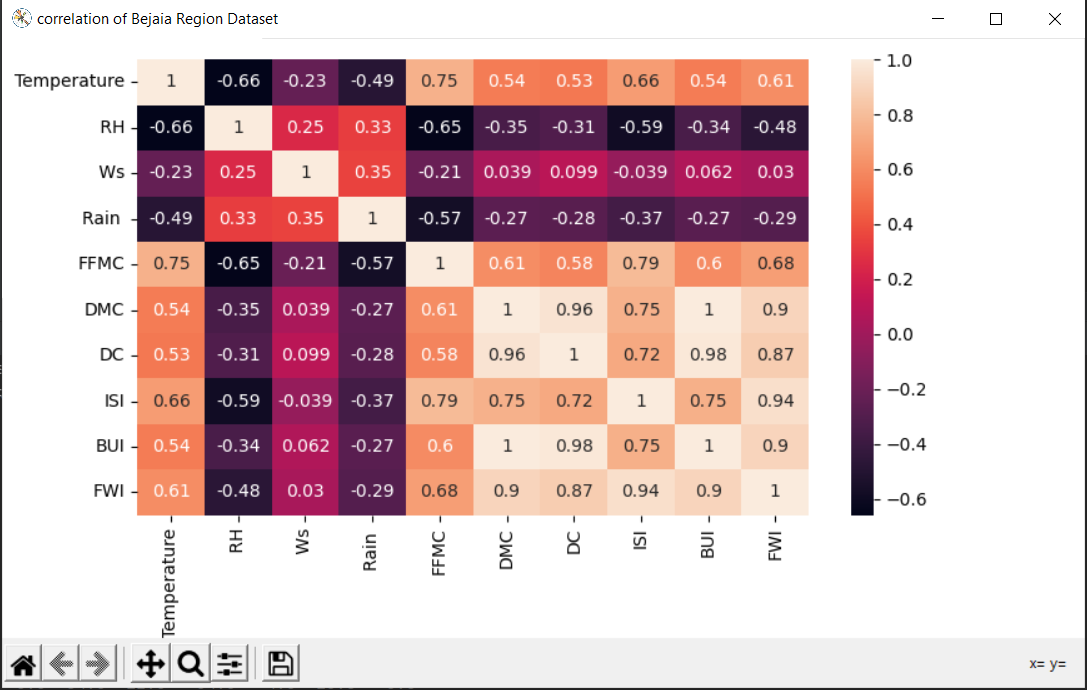 correlation of Bejaia Region Dataset
Temperature 1 -0.66 -0.23 -0.49 0.75 0.54 0.53 0.66 0.54 0.61
RH -0.66 1 0.25 0.33 -0.65 -0.35 -0.31 -0.59 -0.34 -0.48
Ws -0.23 0.25 1 0.35 -0.21 0.039 0.099 -0.039 0.062 0.03
Rain -0.49 0.33 0.35 1 -0.57 -0.27 -0.28 -0.37 -0.27 -0.29
FFMC 0.75 -0.65 -0.21 -0.57 1 0.61 0.58 0.79 0.6 0.68
DMC 0.54 -0.35 0.039 -0.27 0.61 1 0.96 0.75 1 0.9
DC 0.53 -0.31 0.099 -0.28 0.58 0.96 1 0.72 0.98 0.87
ISI 0.66 -0.59 -0.039 -0.37 0.79 0.75 0.72 1 0.75 0.94
BUI 0.54 -0.34 0.062 -0.27 0.6 1 0.98 0.75 1 0.9
FWI 0.61 -0.48 0.03 -0.29 0.68 0.9 0.87 0.94 0.9 1
Temperature RH Ws Rain FFMC DMC DC ISI BUI FWI
1.0
0.8
0.6
0.4
0.2
0.0
−0.2
−0.4
−0.6
x= y=